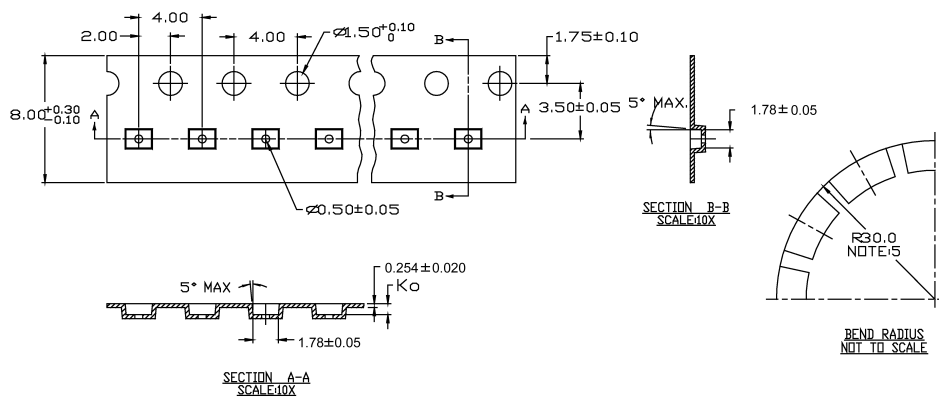 4.00
2.00
4.00
Ø1.50 +0.10 0
B
1.75±0.10
8.00 +0.30 -0.10
A
A
3.50±0.05
5° MAX.
1.78±0.05
B
Ø0.50±0.05
SECTION B-B
SCALE:10X
R30.0
NOTE:5
0.254±0.020
5° MAX
Ko
1.78±0.05
BEND RADIUS
NOT TO SCALE
SECTION A-A
SCALE:10X